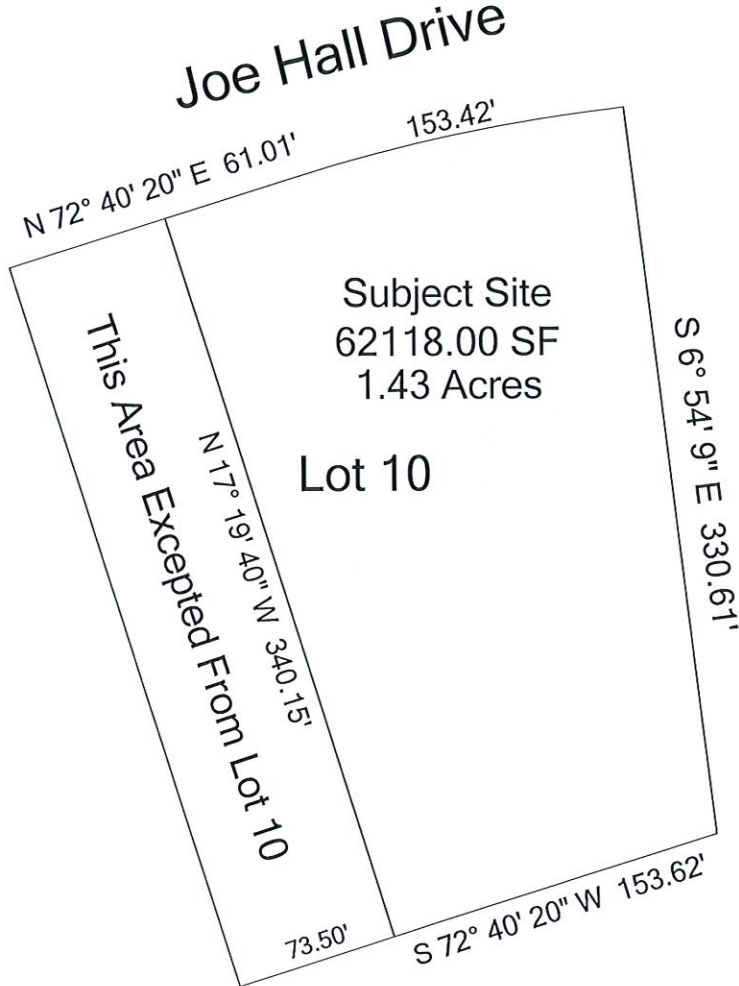 Joe Hall Drive
N 72° 40' 20" E 61.01'
153.42'
Subject Site
62118.00 SF
1.43 Acres
Lot 10
This Area Excepted From Lot 10
N 17° 19' 40" W 340.15'
S 6° 54' 9" E 330.61'
73.50'
S 72° 40' 20" W 153.62'